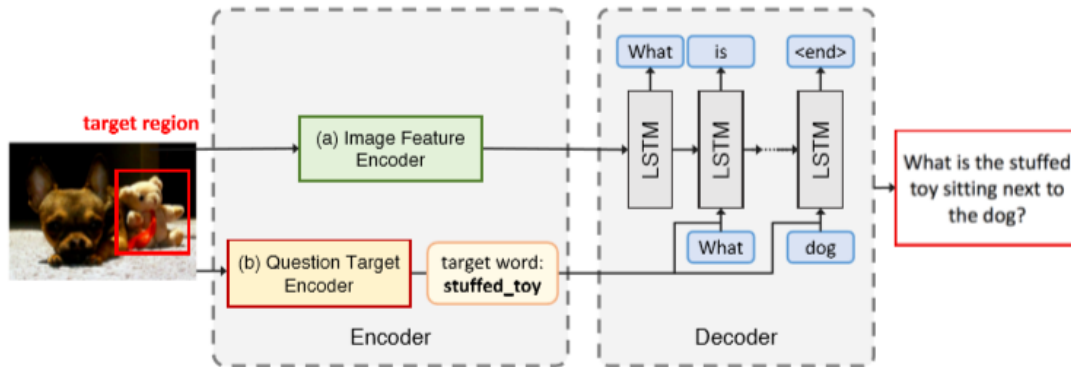 target region
(a) Image Feature
Encoder
(b) Question Target
Encoder
target word:
stuffed_toy
Encoder
What
is
<end>
LSTM
LSTM
LSTM
What
dog
Decoder
What is the stuffed
toy sitting next to
the dog?